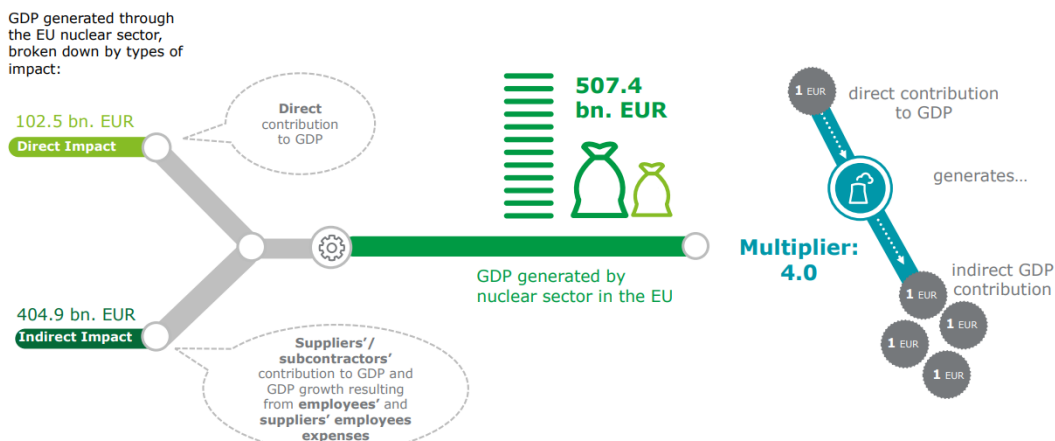 GDP generated through
the EU nuclear sector,
broken down by types of
impact:
102.5 bn. EUR
Direct Impact
Direct
contribution
to GDP
404.9 bn. EUR
Indirect Impact
Suppliers'/
subcontractors'
contribution to GDP and
GDP growth resulting
from employees' and
suppliers' employees
expenses
507.4
bn. EUR
GDP generated by
nuclear sector in the EU
1 EUR
direct contribution
to GDP
generates...
Multiplier:
4.0
indirect GDP
contribution
1 EUR
1 EUR
1 EUR
1 EUR